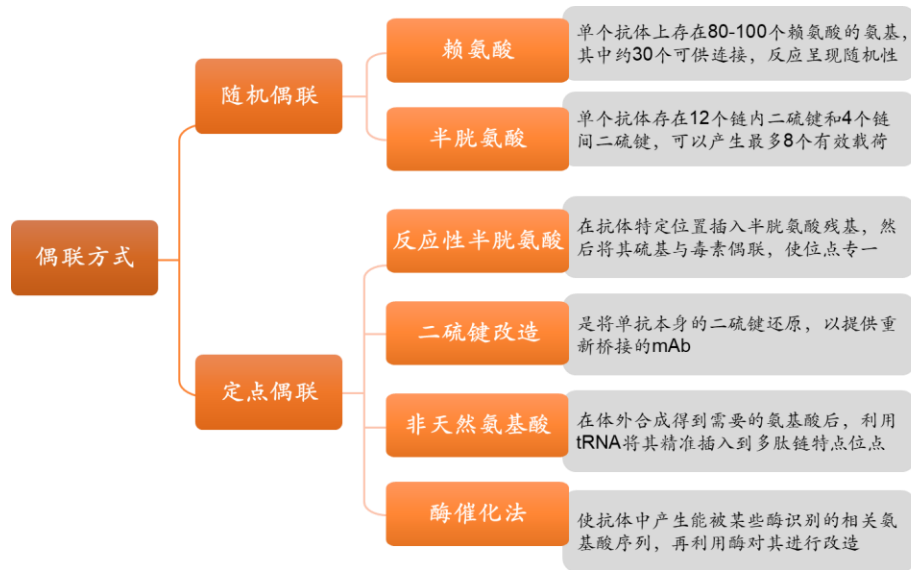 偶联方式
随机偶联
赖氨酸
单个抗体上存在80-100个赖氨酸的氨基，
其中约30个可供连接，反应呈现随机性
半胱氨酸
单个抗体存在12个链内二硫键和4个链
间二硫键，可以产生最多8个有效载荷
定点偶联
反应性半胱氨酸
在抗体特定位置插入半胱氨酸残基，然
后将其巯基与毒素偶联，使位点专一
二硫键改造
是将单抗本身的二硫键还原，以提供重
新桥接的mAb
非天然氨基酸
在体外合成得到需要的氨基酸后，利用
tRNA将其精准插入到多肽链特点位点
酶催化法
使抗体中产生能被某些酶识别的相关氨
基酸序列，再利用酶对其进行改造